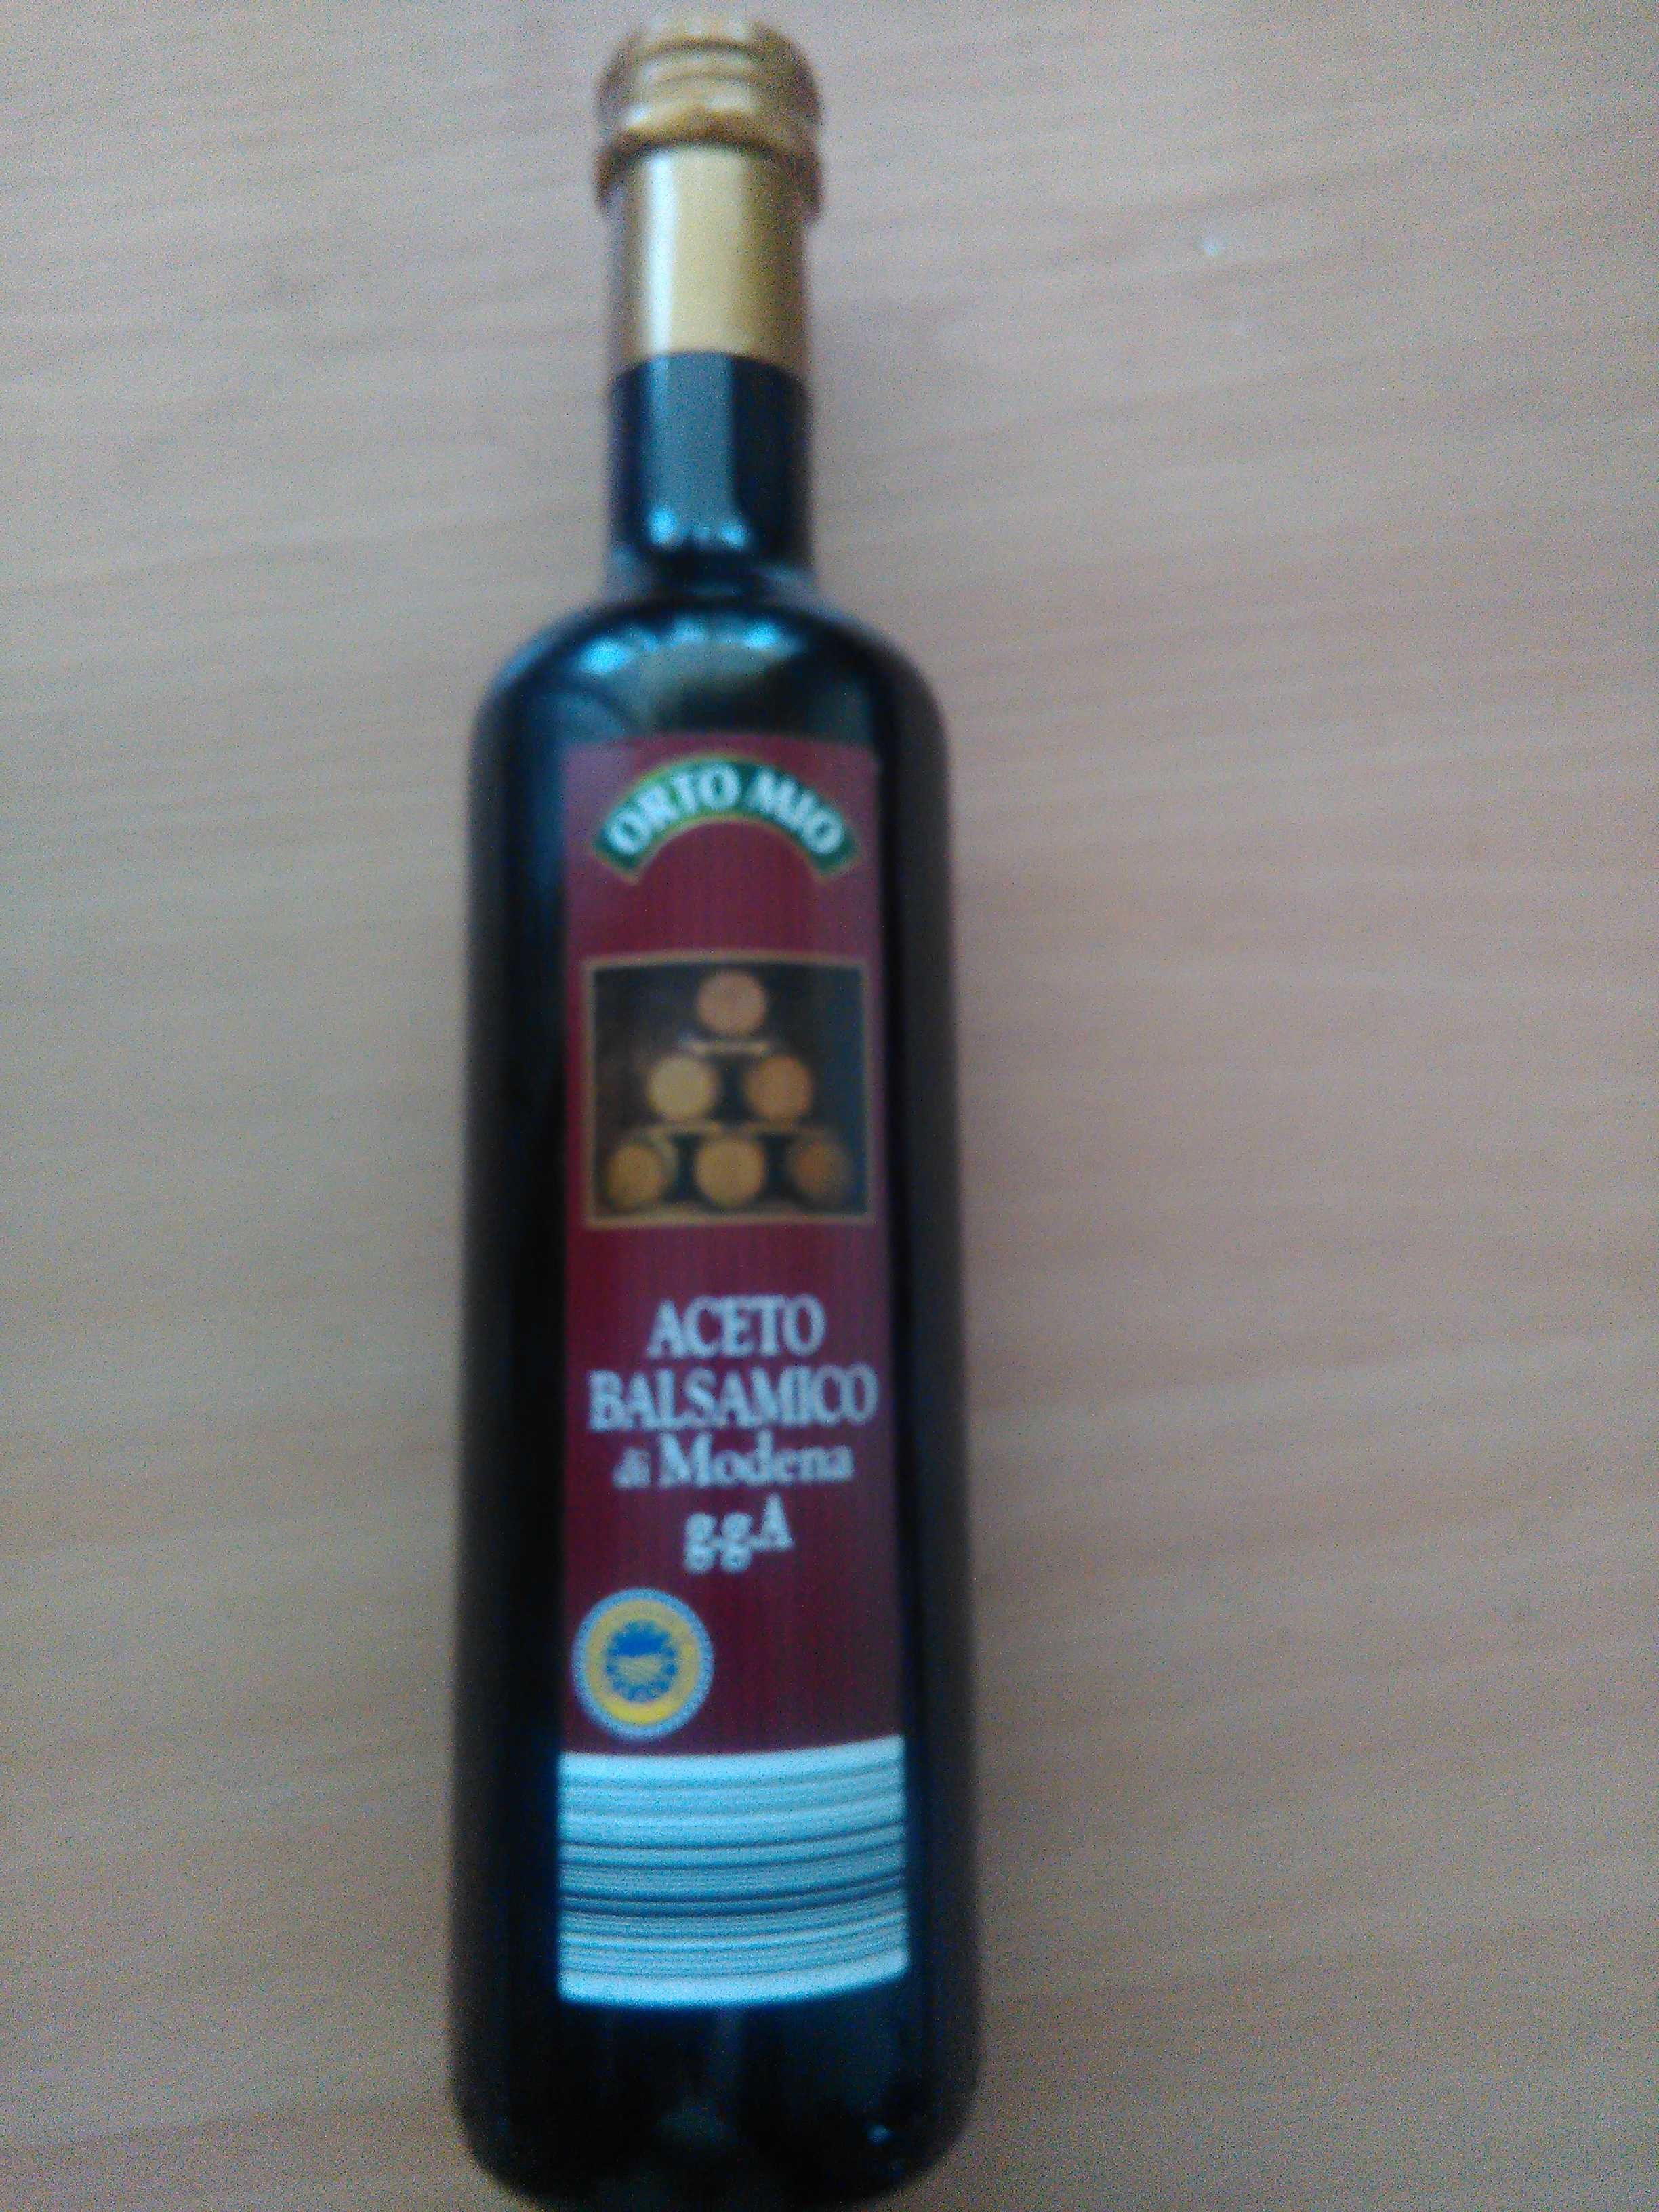 ORTO MIO
ACETO
BALSAMICO
di Modena
g.g.A